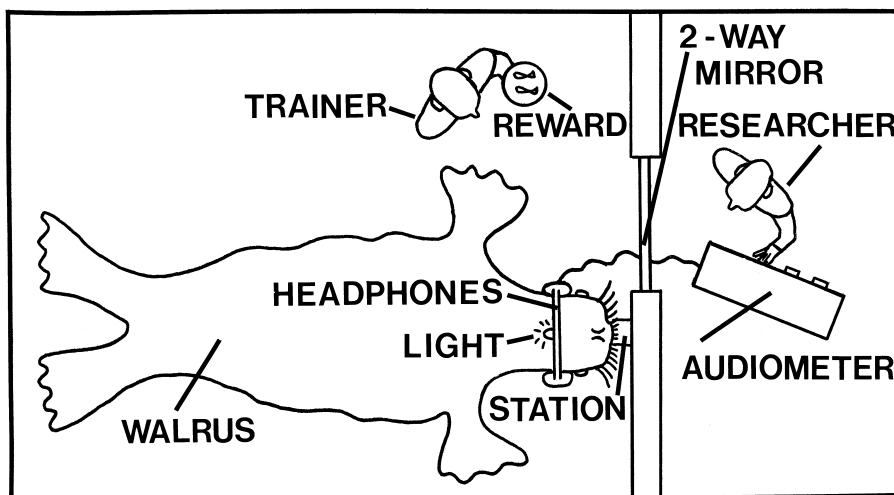 2-WAY
MIRROR
TRAINER
REWARD
RESEARCHER
HEADPHONES
LIGHT
AUDIOMETER
STATION
WALRUS